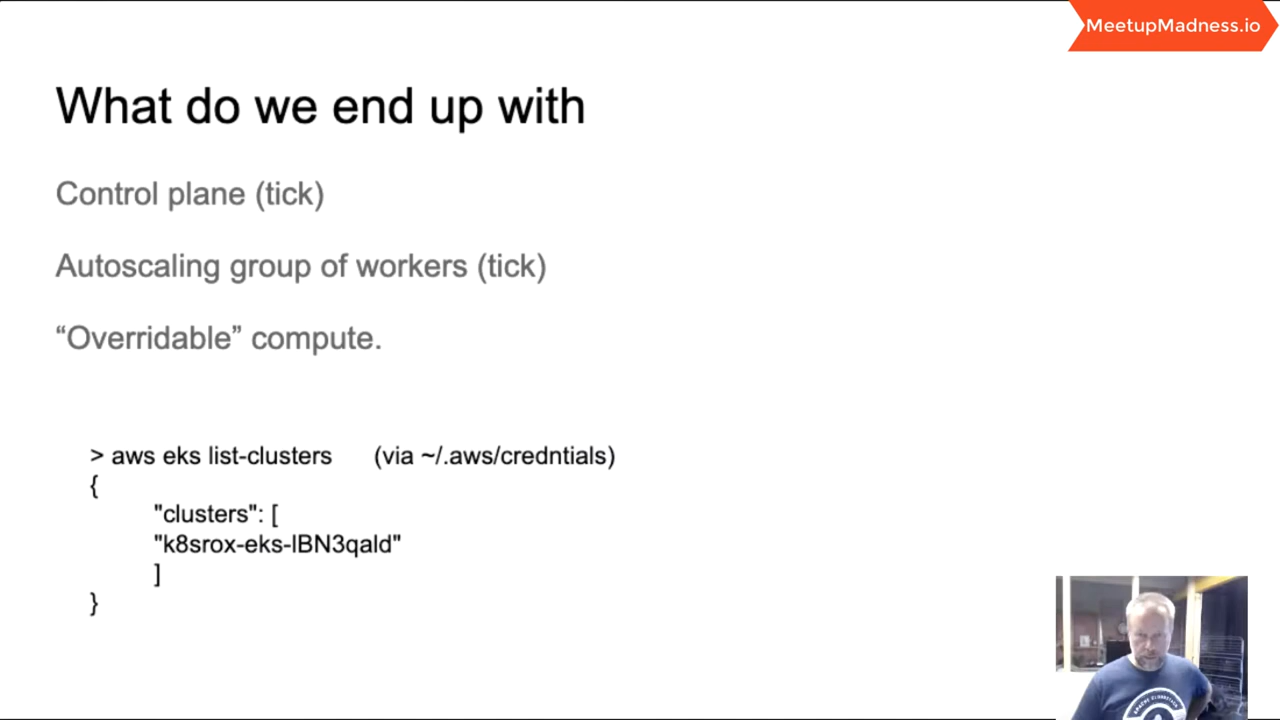 MeetupMadness.io
What do we end up with
Control plane (tick)
Autoscaling group of workers (tick)
“Overridable” compute.
> aws eks list-clusters (via ~/.aws/credntials)
{
"clusters": [
"k8srox-eks-lBN3qald"
]
}